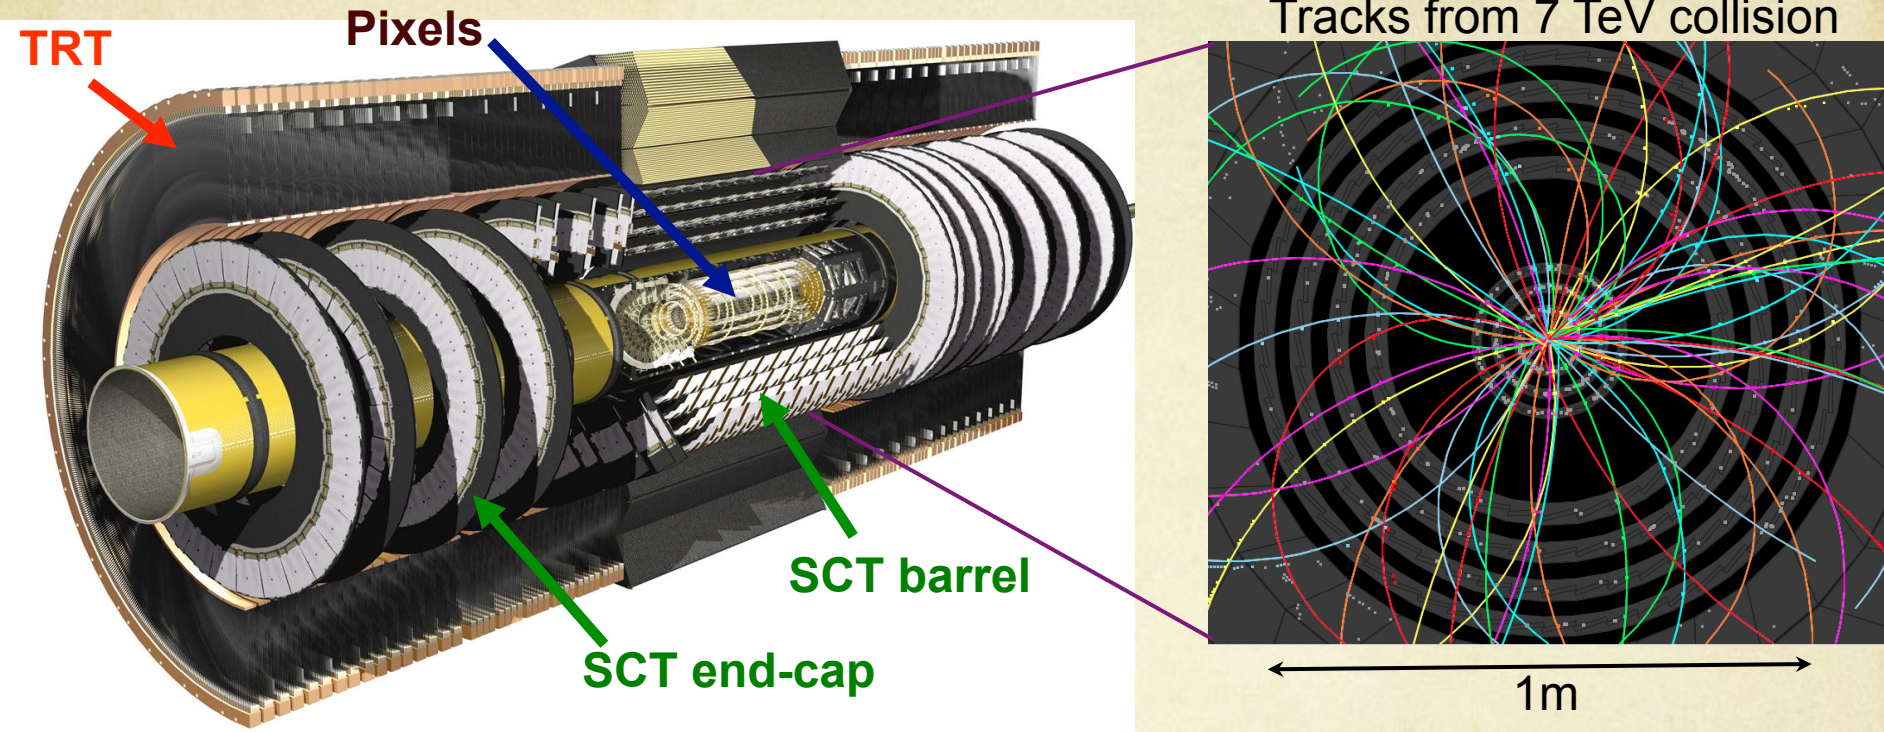 TRT
Pixels
Tracks from 7 TeV collision
SCT barrel
SCT end-cap
1m